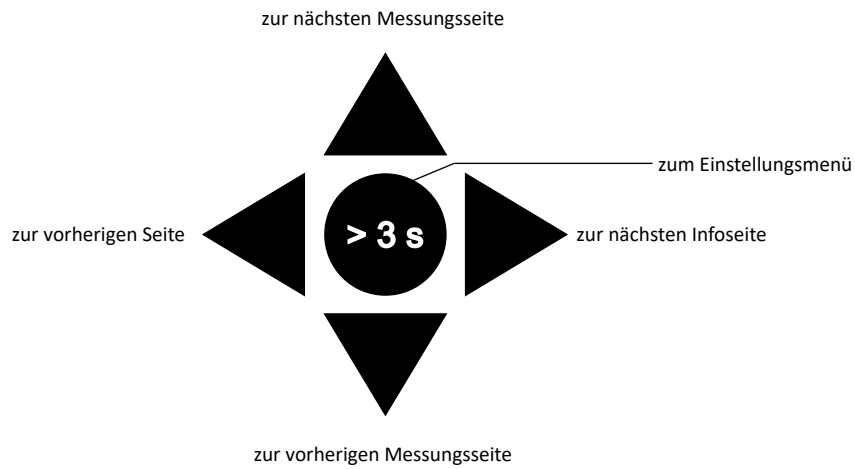 zur nächsten Messungsseite
zum Einstellungsmenü
zur vorherigen Seite
> 3 s
zur nächsten Infoseite
zur vorherigen Messungsseite